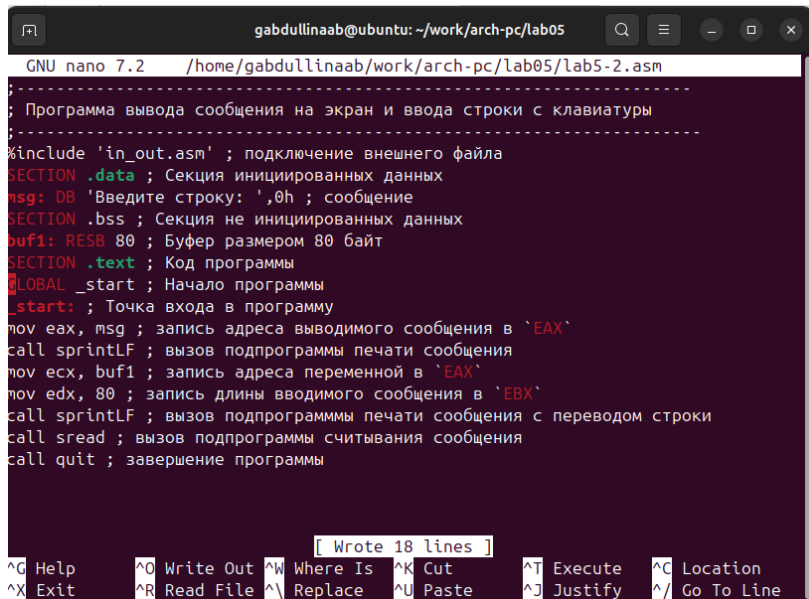 gabdullinaab@ubuntu: ~/work/arch-pc/lab05
GNU nano 7.2 /home/gabdullinaab/work/arch-pc/lab05/lab5-2.asm
;--------------------------------------------------------------------
; Программа вывода сообщения на экран и ввода строки с клавиатуры
;---------------------------------------------------------------------
%include 'in_out.asm' ; подключение внешнего файла
SECTION .data ; Секция инициированных данных
msg: DB 'Введите строку: ',0h ; сообщение
SECTION .bss ; Секция не инициированных данных
buf1: RESB 80 ; Буфер размером 80 байт
SECTION .text ; Код программы
GLOBAL _start ; Начало программы
_start: ; Точка входа в программу
mov eax, msg ; запись адреса выводимого сообщения в `EAX`
call sprintLF ; вызов подпрограммы печати сообщения
mov ecx, buf1 ; запись адреса переменной в `EAX`
mov edx, 80 ; запись длины вводимого сообщения в `EBX`
call sprintLF ; вызов подпрограмммы печати сообщения с переводом строки
call sread ; вызов подпрограммы считывания сообщения
call quit ; завершение программы
[ Wrote 18 lines ]
^G Help ^O Write Out ^W Where Is ^K Cut ^T Execute ^C Location
^X Exit ^R Read File ^\ Replace ^U Paste ^J Justify ^/ Go To Line